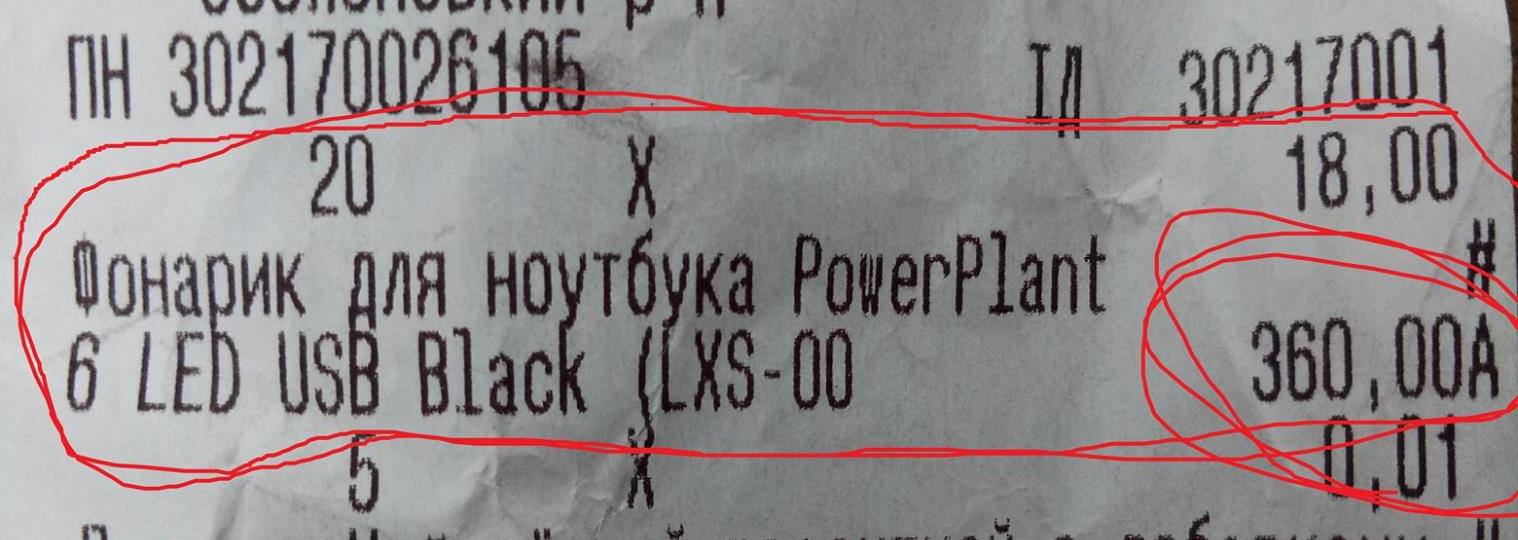 ПН 302170026105 ІД 30217001
20 X 18,00
Фонарик для ноутбука PowerPlant #
6 LED USB Black (LXS-00 360,00А
5 X 0,01